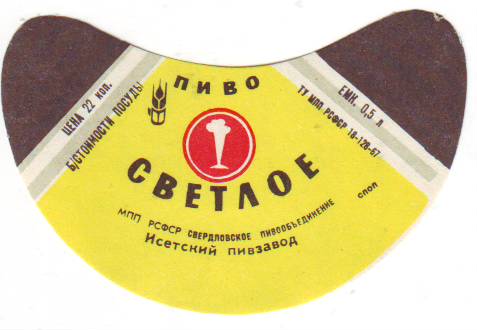 ПИВО
ЦЕНА 22 коп.
Б/СТОИМОСТИ ПОСУДЫ
ЕМК. 0,5 л
ТУ МПП РСФСР 18-128-67
СВЕТЛОЕ
МПП РСФСР СВЕРДЛОВСКОЕ ПИВООБЪЕДИНЕНИЕ
споп
Исетский пивзавод